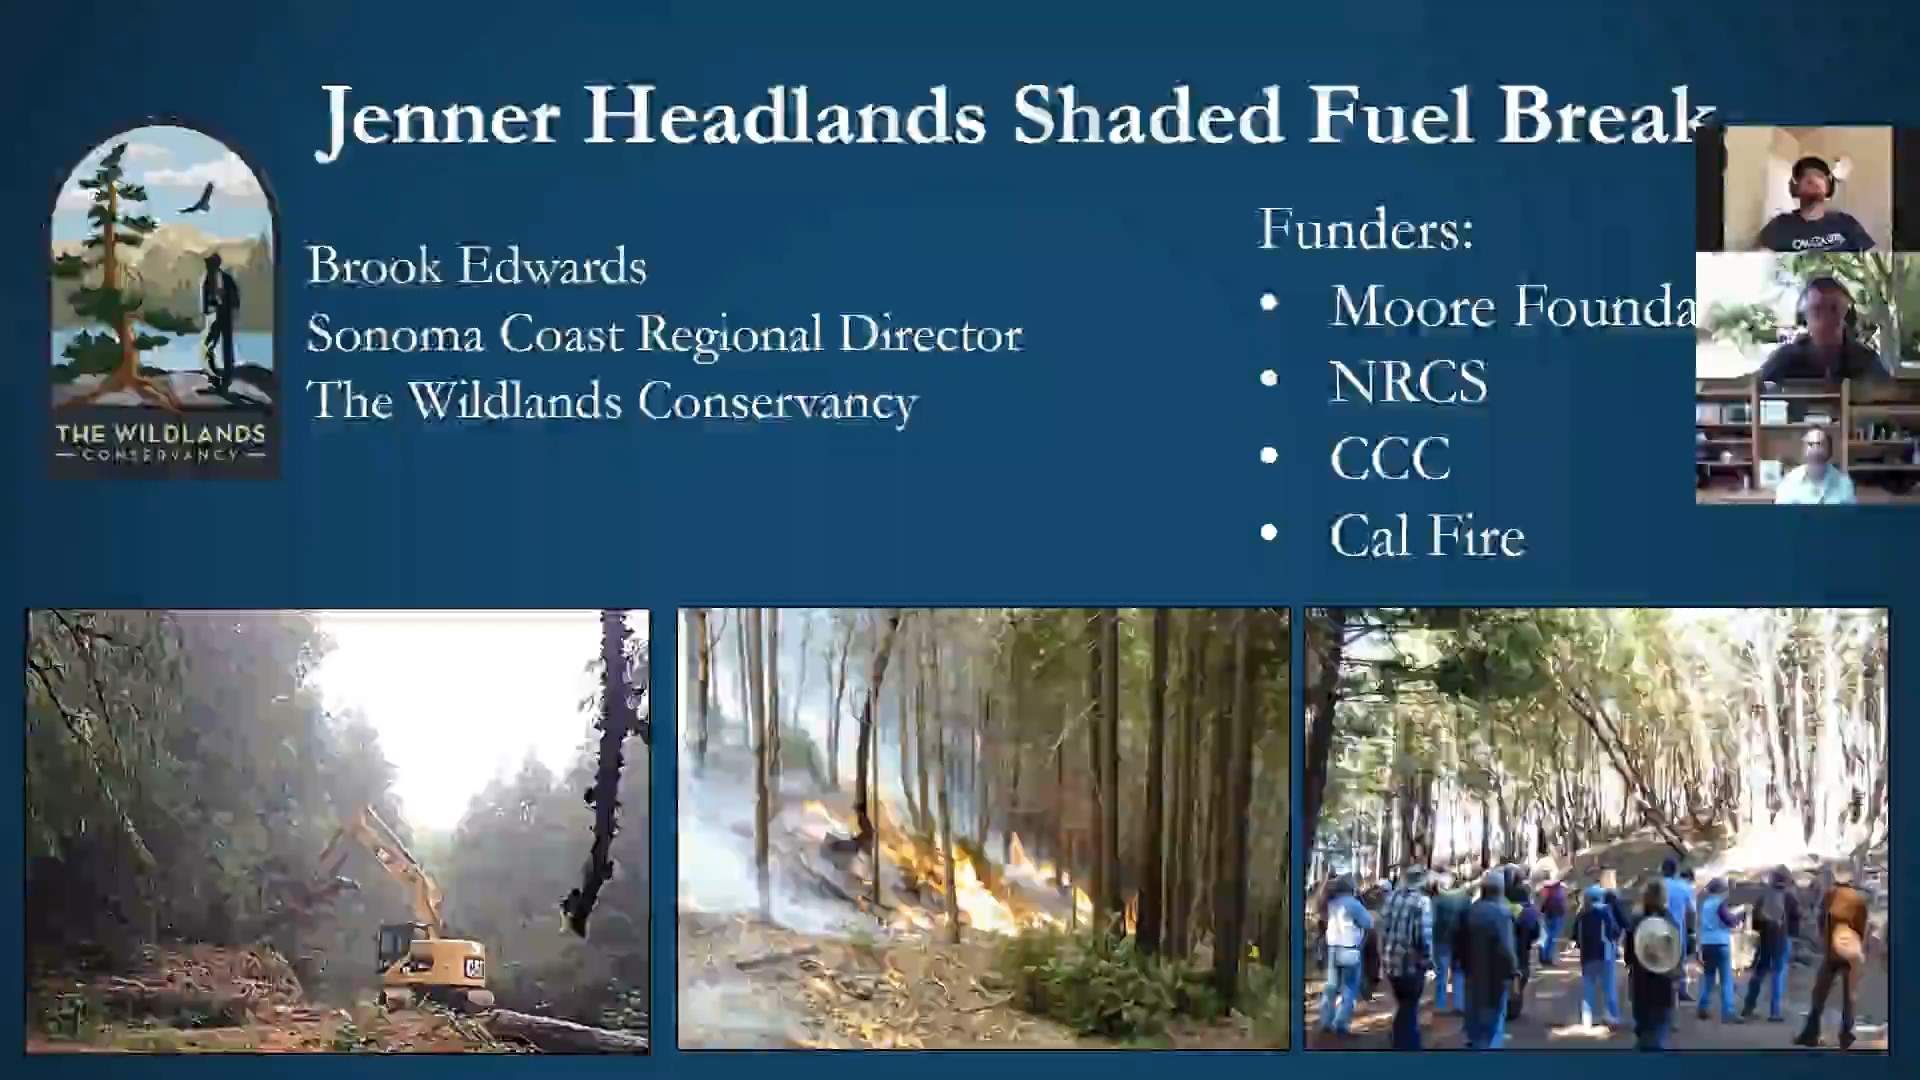 Jenner Headlands Shaded Fuel Break
Brook Edwards
Sonoma Coast Regional Director
The Wildlands Conservancy
Funders:
• Moore Founda
• NRCS
• CCC
• Cal Fire
THE WILDLANDS
CONSERVANCY
CAT